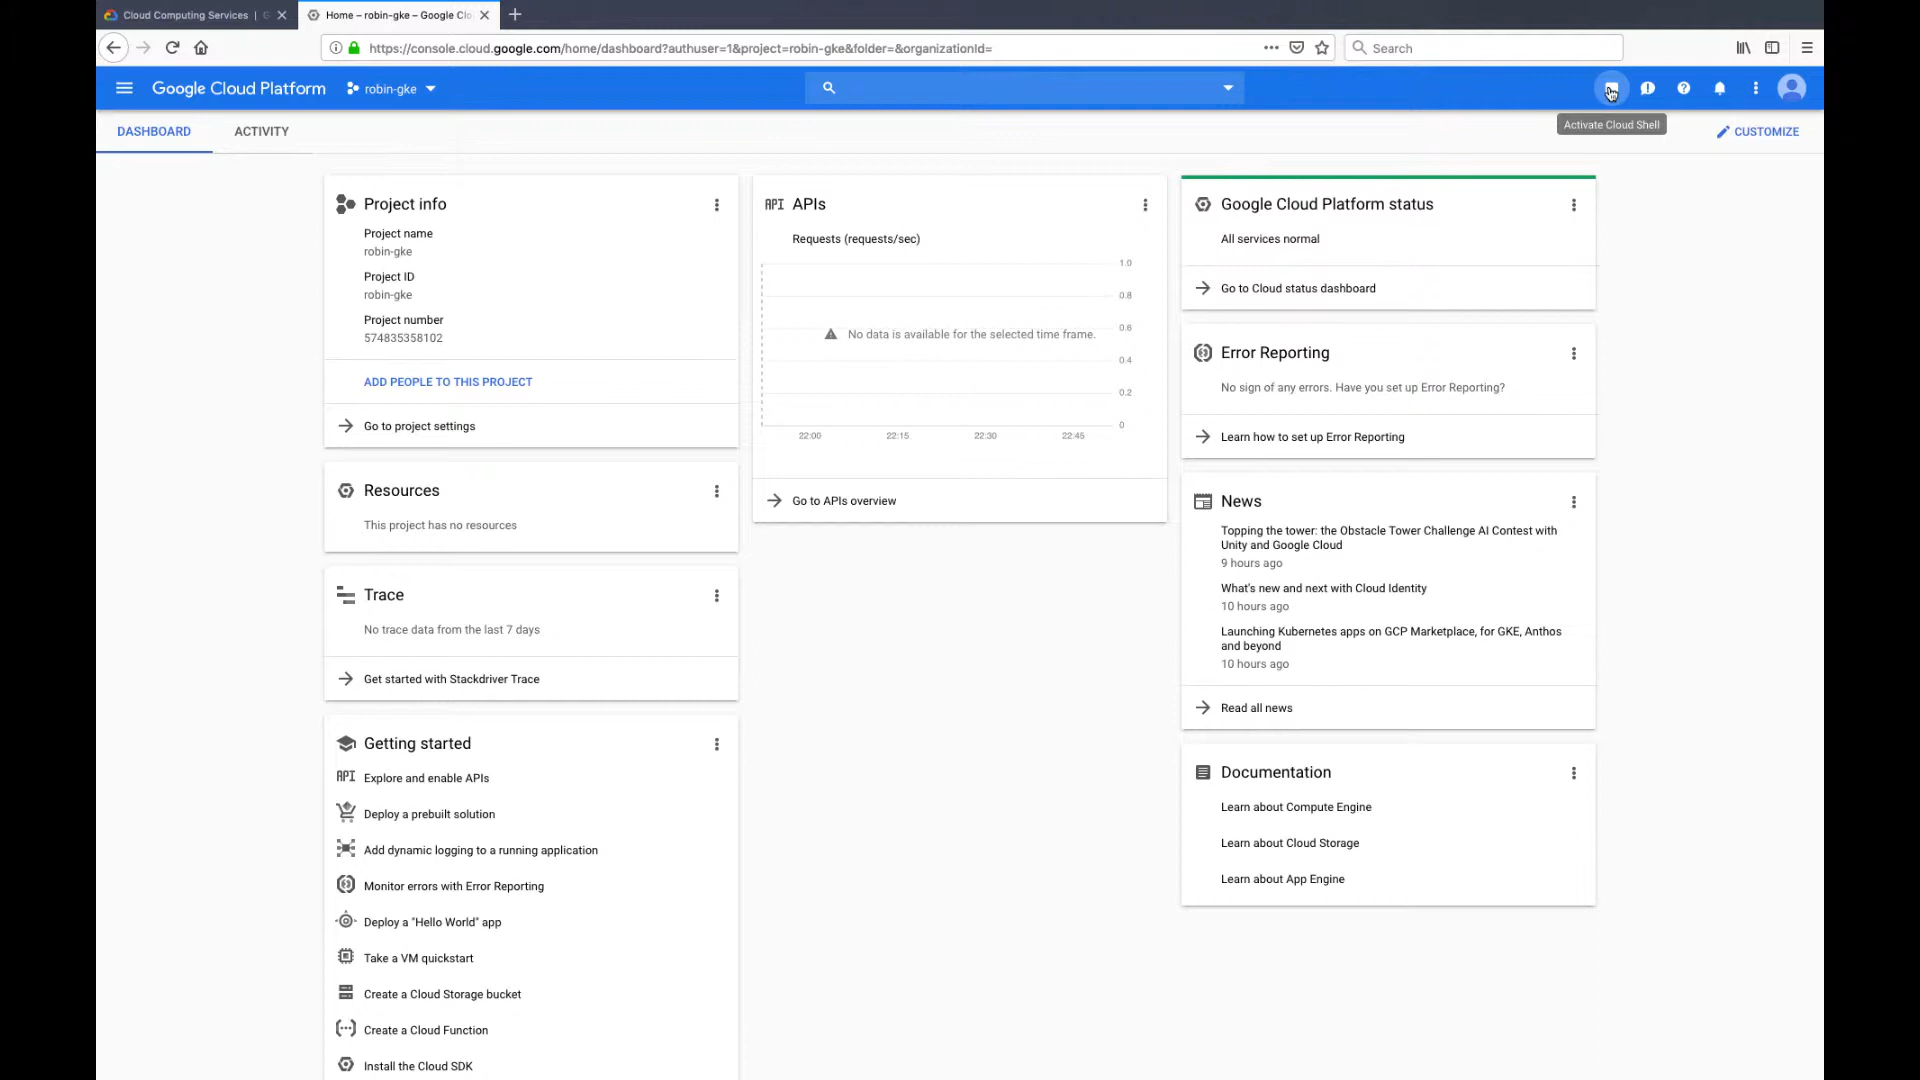 Cloud Computing Services | G
Home – robin-gke – Google Clo
https://console.cloud.google.com/home/dashboard?authuser=1&project=robin-gke&folder=&organizationId=
Search
Google Cloud Platform
robin-gke
Activate Cloud Shell
DASHBOARD
ACTIVITY
CUSTOMIZE
Project info
Project name
robin-gke
Project ID
robin-gke
Project number
574835358102
ADD PEOPLE TO THIS PROJECT
Go to project settings
Resources
This project has no resources
Trace
No trace data from the last 7 days
Get started with Stackdriver Trace
Getting started
API Explore and enable APIs
Deploy a prebuilt solution
Add dynamic logging to a running application
Monitor errors with Error Reporting
Deploy a "Hello World" app
Take a VM quickstart
Create a Cloud Storage bucket
Create a Cloud Function
Install the Cloud SDK
API APIs
Requests (requests/sec)
1.0
0.8
No data is available for the selected time frame.
0.6
0.4
0.2
0
22:00 22:15 22:30 22:45
Go to APIs overview
Google Cloud Platform status
All services normal
Go to Cloud status dashboard
Error Reporting
No sign of any errors. Have you set up Error Reporting?
Learn how to set up Error Reporting
News
Topping the tower: the Obstacle Tower Challenge AI Contest with
Unity and Google Cloud
9 hours ago
What's new and next with Cloud Identity
10 hours ago
Launching Kubernetes apps on GCP Marketplace, for GKE, Anthos
and beyond
10 hours ago
Read all news
Documentation
Learn about Compute Engine
Learn about Cloud Storage
Learn about App Engine